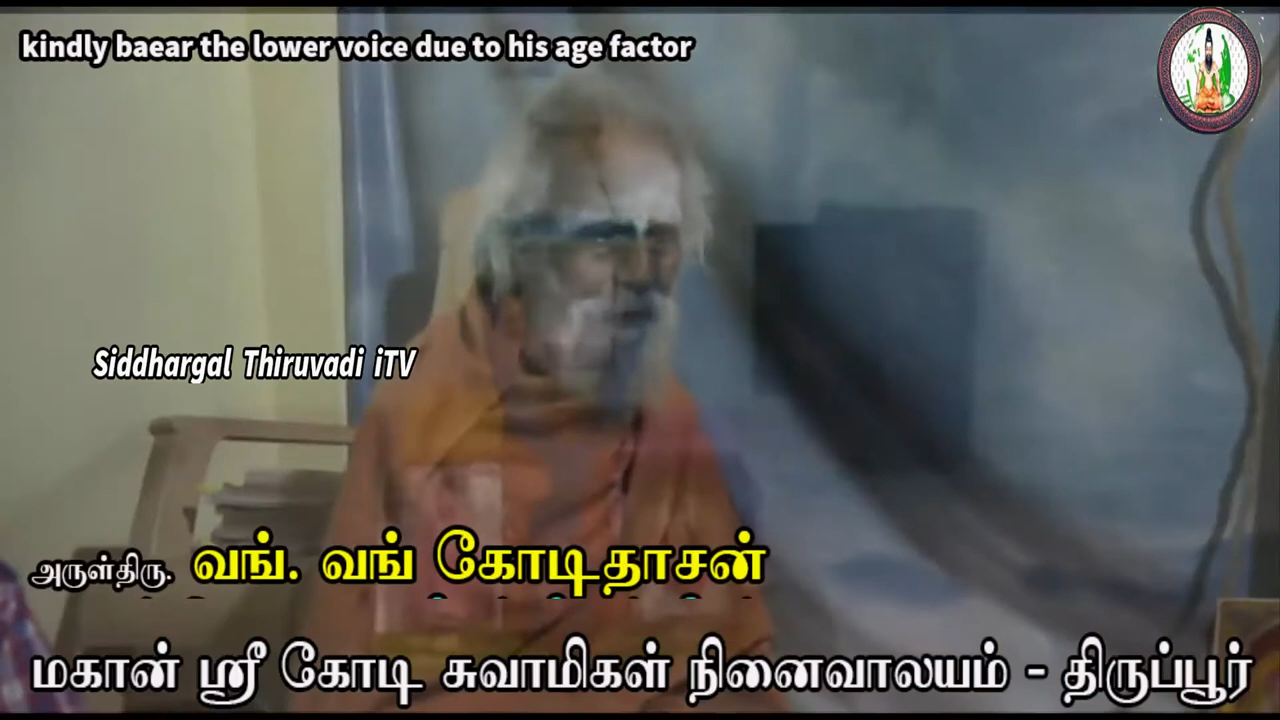 kindly baear the lower voice due to his age factor
Siddhargal Thiruvadi iTV
அருள்திரு. வங். வங் கோடிதாசன்
மகான் ஸ்ரீ கோடி சுவாமிகள் நினைவாலயம் - திருப்பூர்